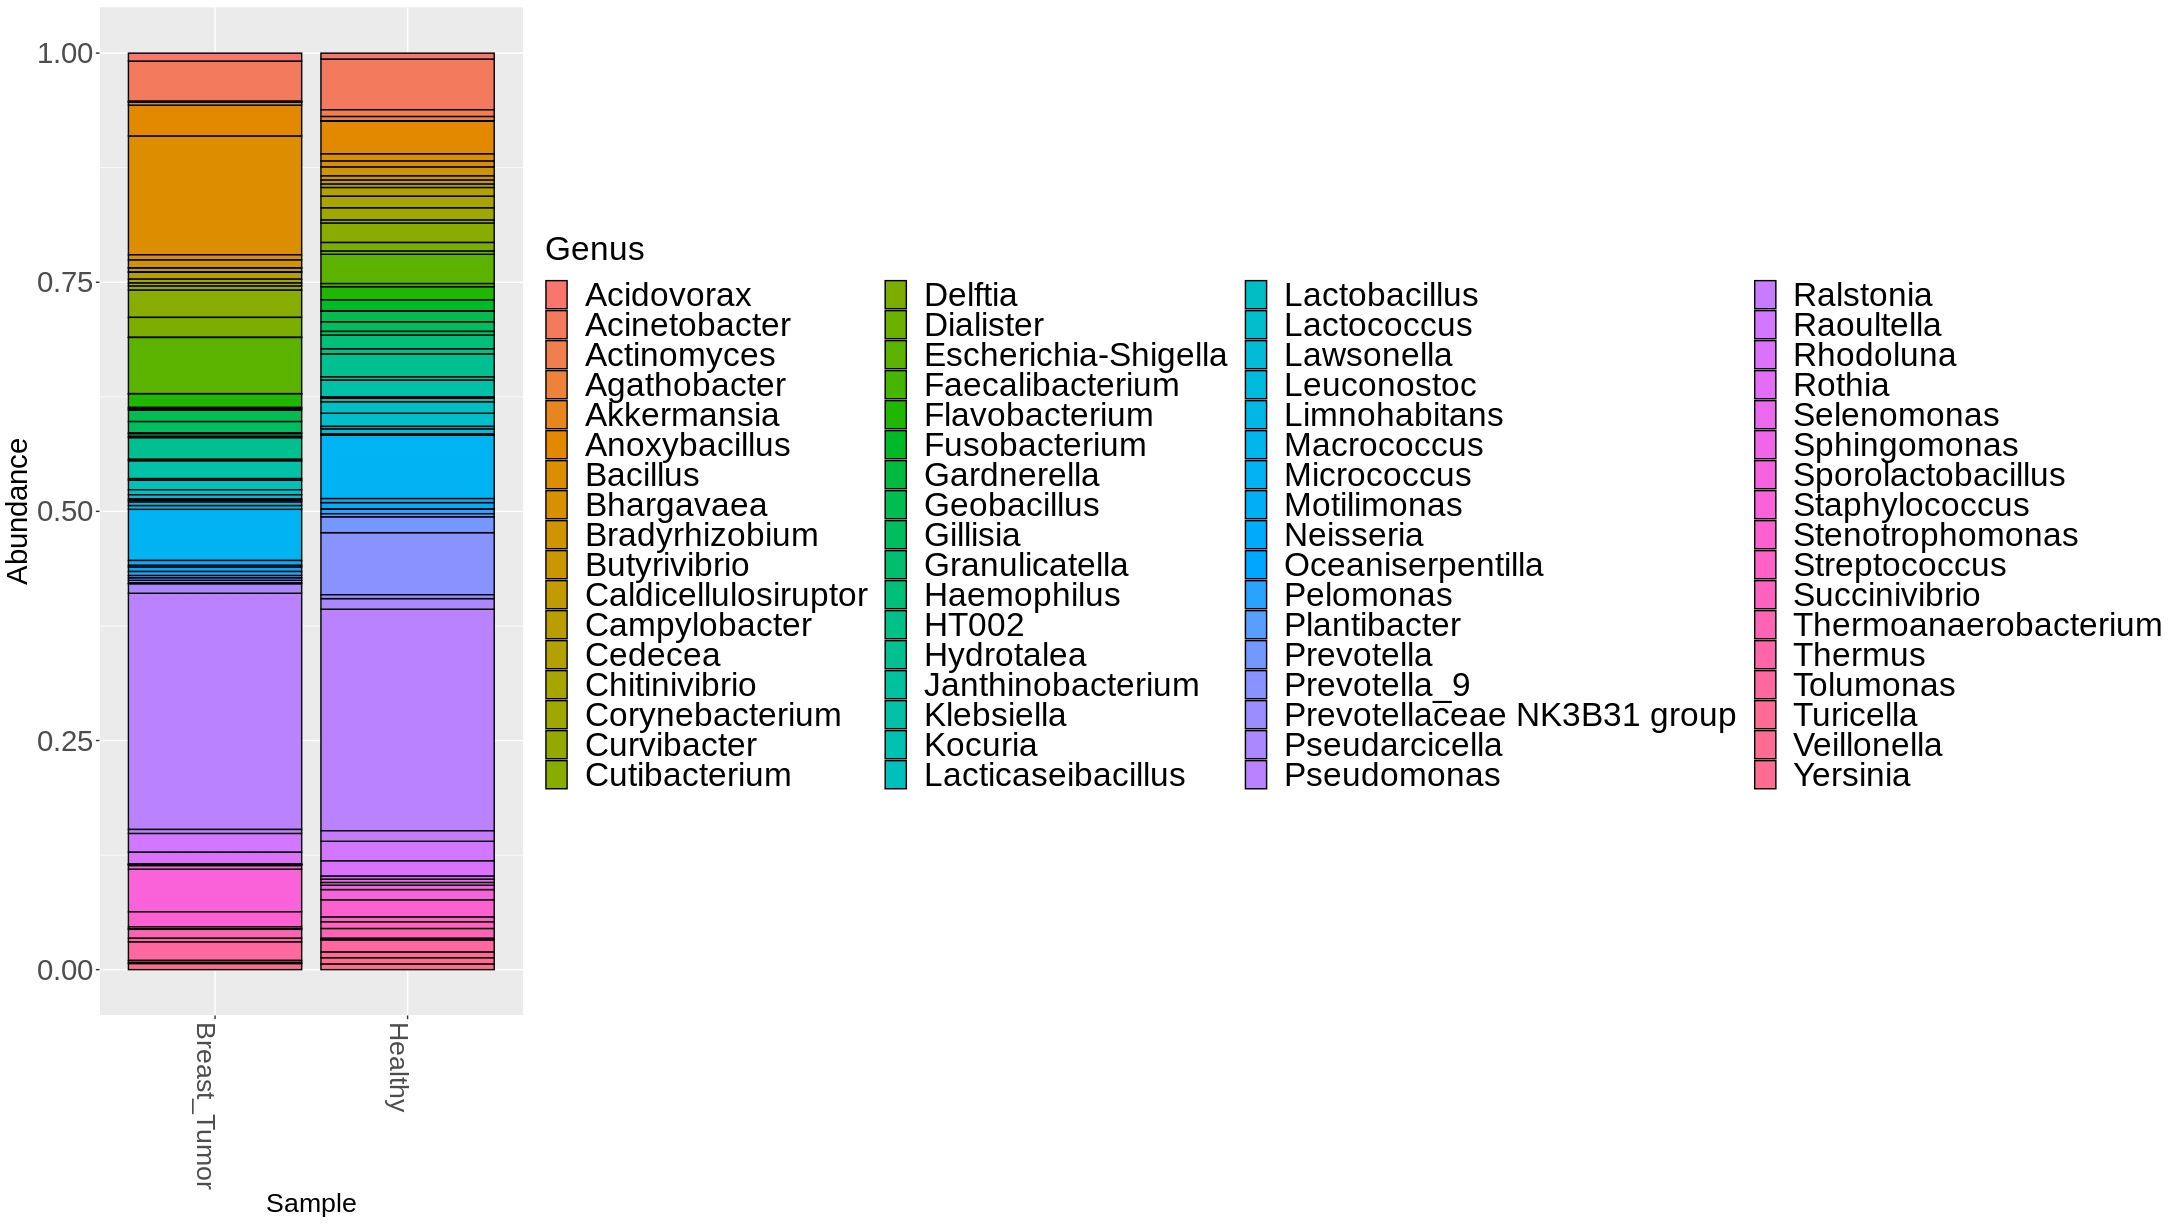 1.00
0.75
0.50
0.25
0.00
Abundance
Breast_Tumor
Healthy
Sample
Genus
Acidovorax
Acinetobacter
Actinomyces
Agathobacter
Akkermansia
Anoxybacillus
Bacillus
Bhargavaea
Bradyrhizobium
Butyrivibrio
Caldicellulosiruptor
Campylobacter
Cedecea
Chitinivibrio
Corynebacterium
Curvibacter
Cutibacterium
Delftia
Dialister
Escherichia-Shigella
Faecalibacterium
Flavobacterium
Fusobacterium
Gardnerella
Geobacillus
Gillisia
Granulicatella
Haemophilus
HT002
Hydrotalea
Janthinobacterium
Klebsiella
Kocuria
Lacticaseibacillus
Lactobacillus
Lactococcus
Lawsonella
Leuconostoc
Limnohabitans
Macrococcus
Micrococcus
Motilimonas
Neisseria
Oceaniserpentilla
Pelomonas
Plantibacter
Prevotella
Prevotella_9
Prevotellaceae NK3B31 group
Pseudarcicella
Pseudomonas
Ralstonia
Raoultella
Rhodoluna
Rothia
Selenomonas
Sphingomonas
Sporolactobacillus
Staphylococcus
Stenotrophomonas
Streptococcus
Succinivibrio
Thermoanaerobacterium
Thermus
Tolumonas
Turicella
Veillonella
Yersinia